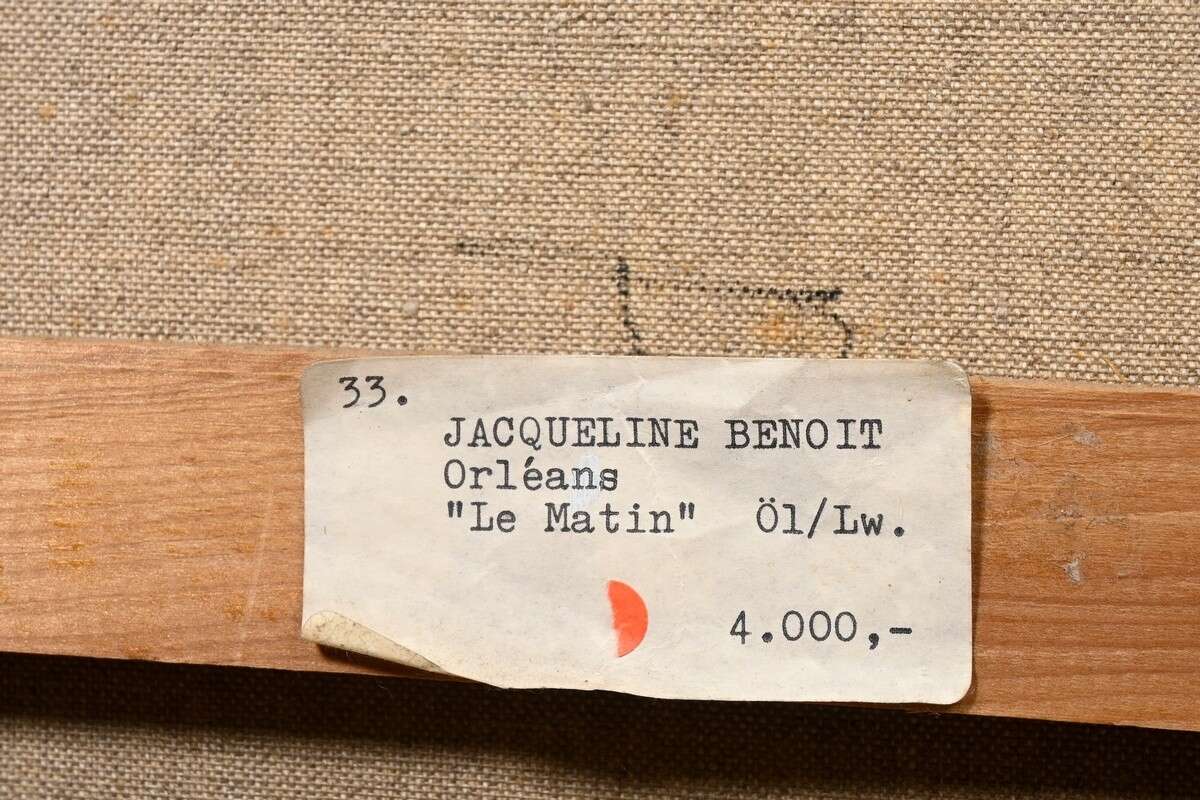 33.
JACQUELINE BENOIT
Orléans
"Le Matin" Öl/Lw.
4.000,-